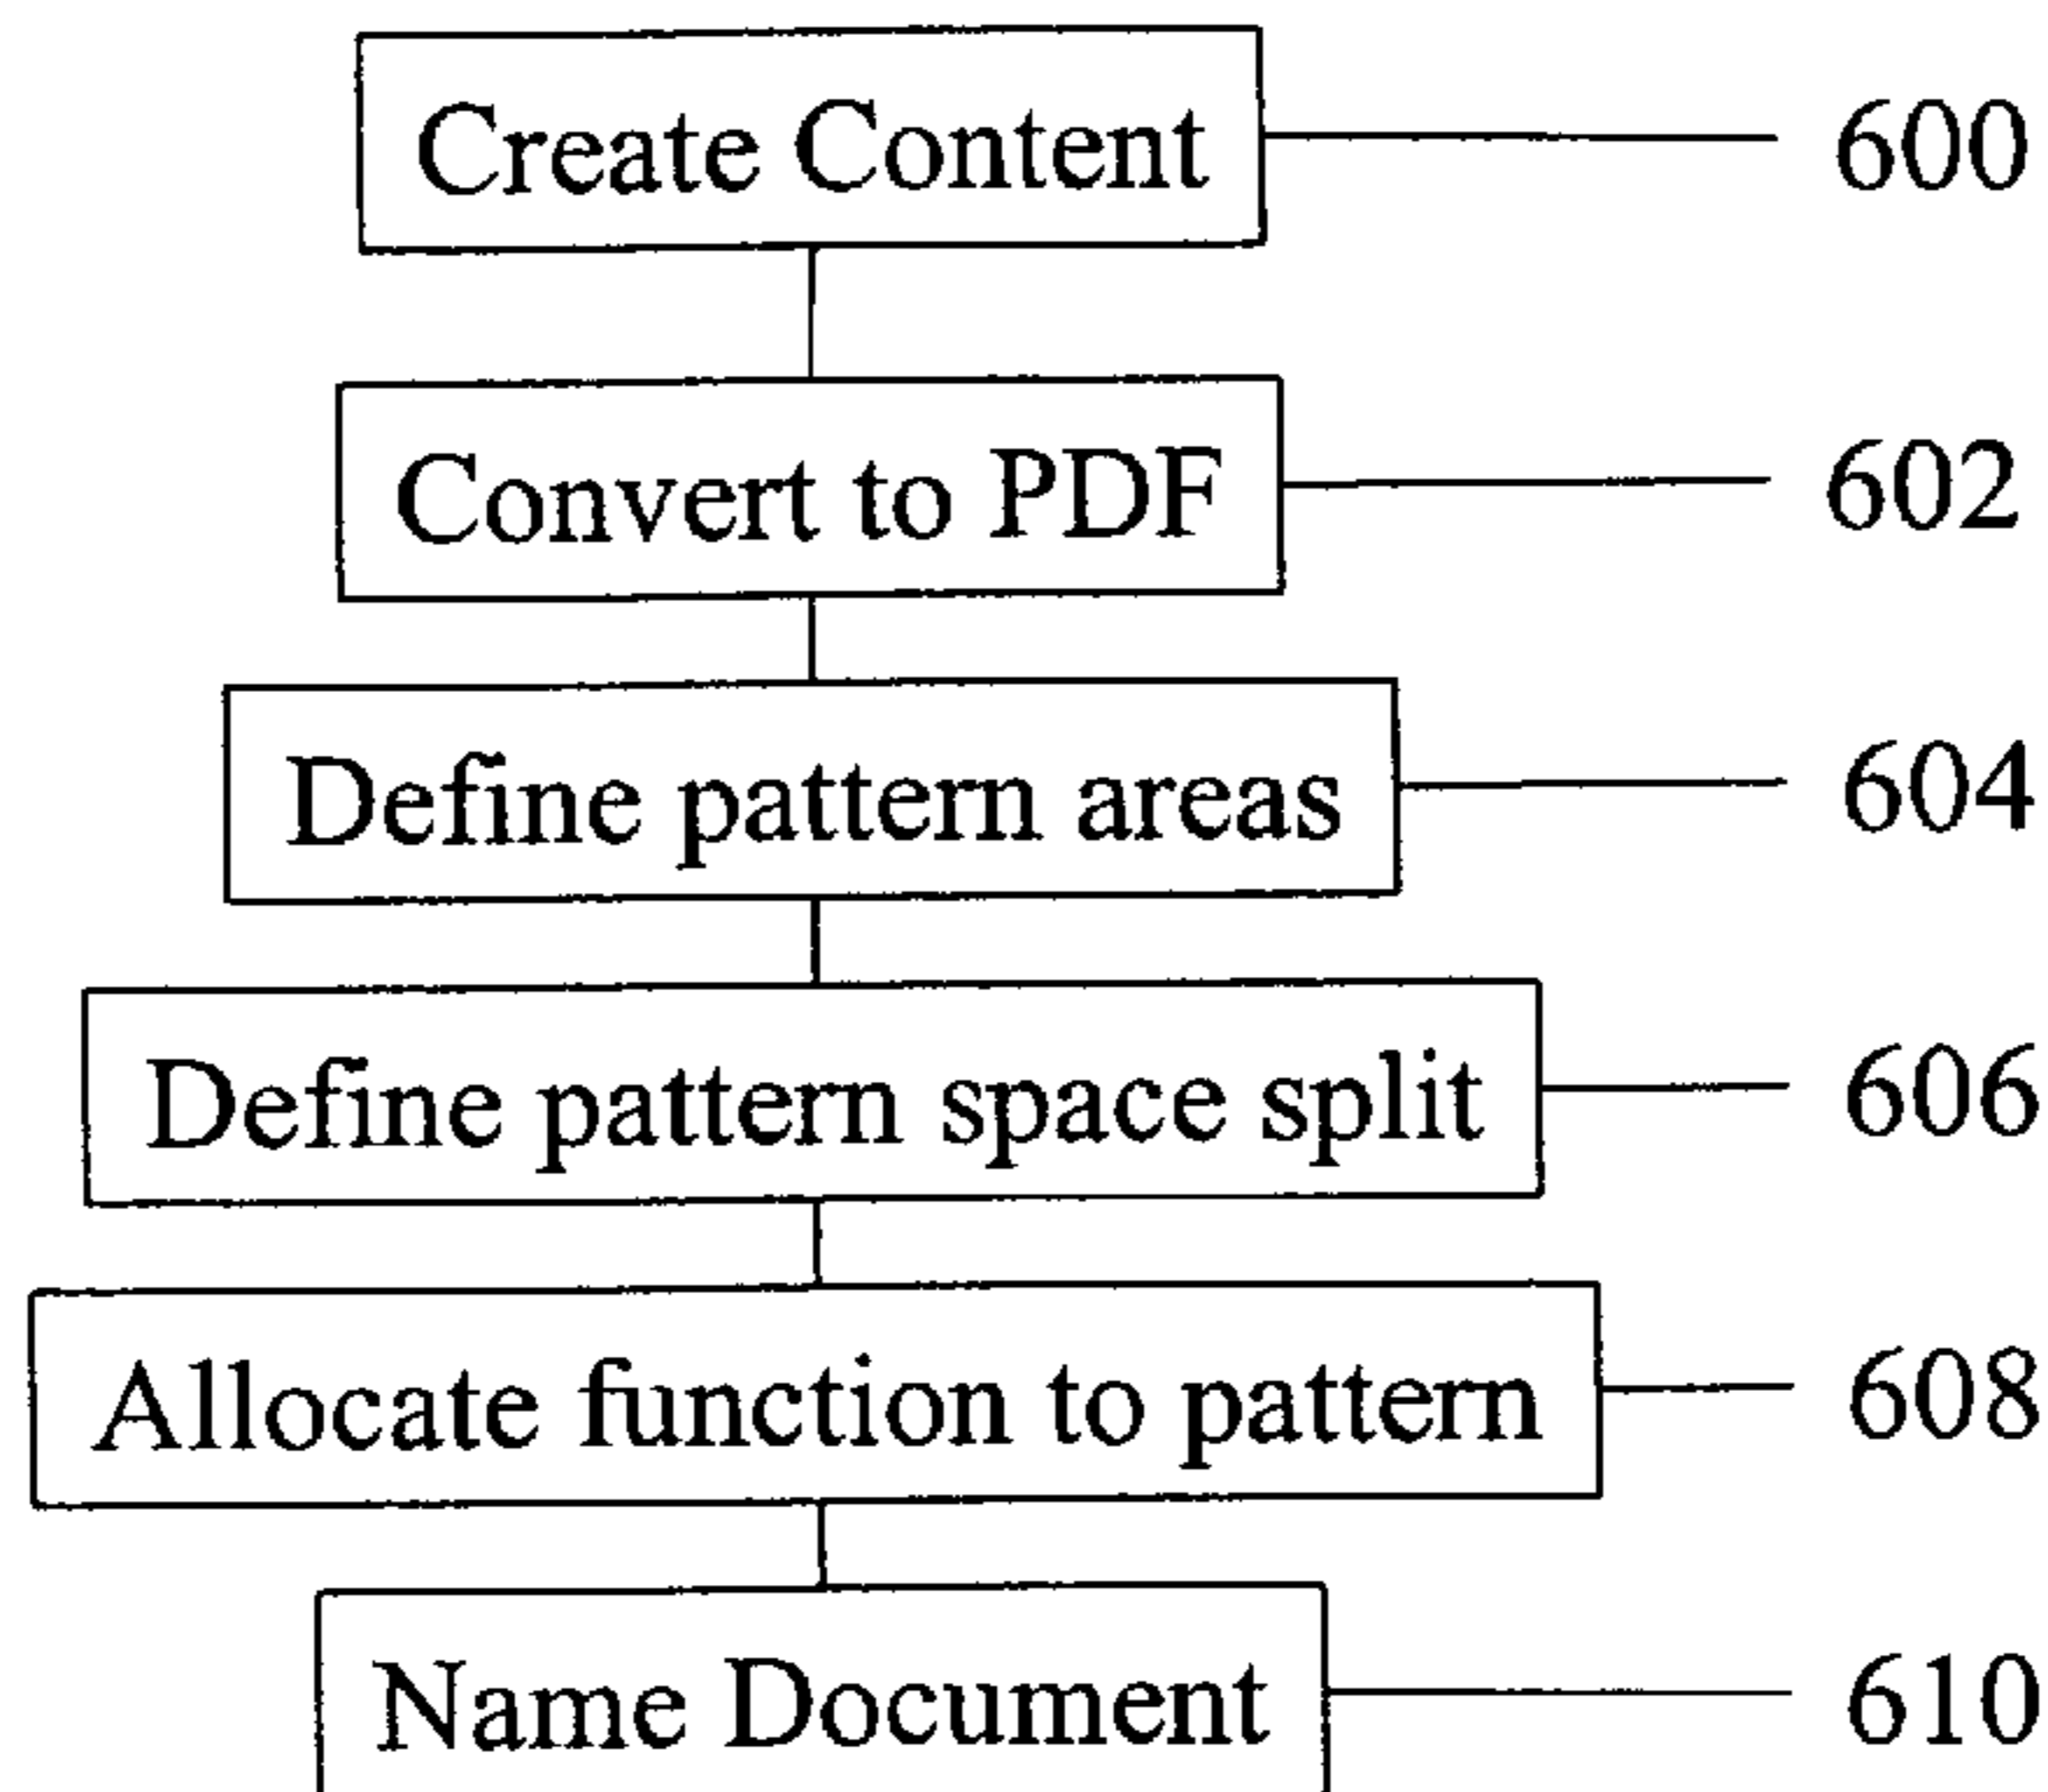 Create Content 600
Convert to PDF 602
Define pattern areas 604
Define pattern space split 606
Allocate function to pattern 608
Name Document 610